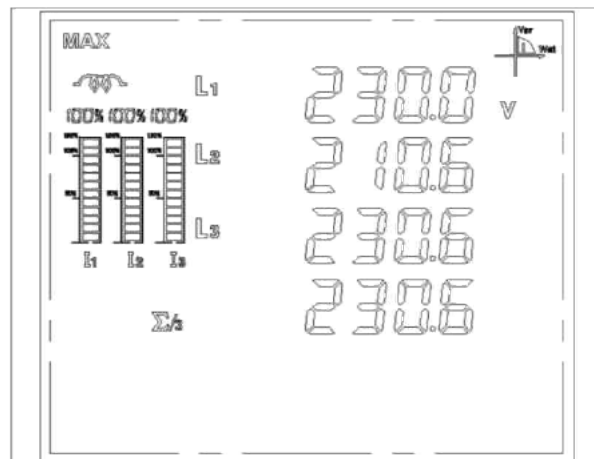 MAX
Var
Wat
L1 230.0
V
100% 100% 100%
L2 210.6
L3 230.6
I1 I2 I3
Σ/3 230.6